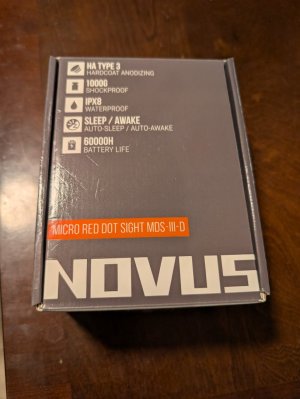 HA TYPE 3
HARDCOAT ANODIZING
1000G
SHOCKPROOF
IPX8
WATERPROOF
SLEEP / AWAKE
AUTO-SLEEP / AUTO-AWAKE
60000H
BATTERY LIFE
MICRO RED DOT SIGHT MDS-III-D
NOVUS